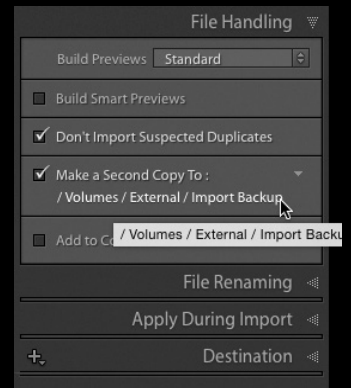 File Handling
Build Previews Standard
Build Smart Previews
Don't Import Suspected Duplicates
Make a Second Copy To :
/ Volumes / External / Import Backup
/ Volumes / External / Import Backu
Add to
File Renaming
Apply During Import
Destination